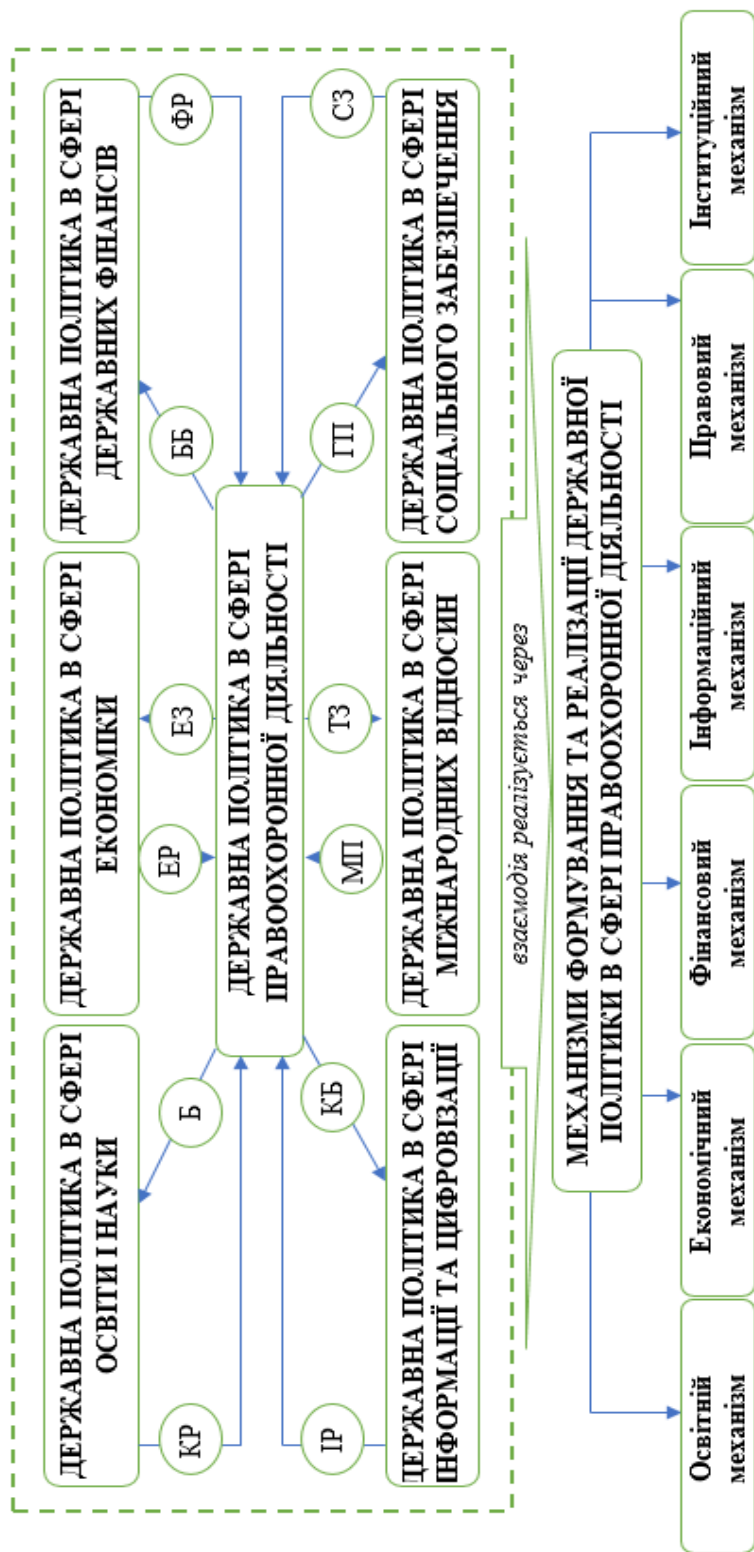 ДЕРЖАВНА ПОЛІТИКА В СФЕРІ
ОСВІТИ І НАУКИ
ДЕРЖАВНА ПОЛІТИКА В СФЕРІ
ЕКОНОМІКИ
ДЕРЖАВНА ПОЛІТИКА В СФЕРІ
ДЕРЖАВНИХ ФІНАНСІВ
КР
Б
ЕР
ЕЗ
ББ
ФР
ДЕРЖАВНА ПОЛІТИКА В СФЕРІ
ПРАВООХОРОННОЇ ДІЯЛЬНОСТІ
ІР
КБ
МП
ТЗ
ГП
СЗ
ДЕРЖАВНА ПОЛІТИКА В СФЕРІ
ІНФОРМАЦІЇ ТА ЦИФРОВІЗАЦІЇ
ДЕРЖАВНА ПОЛІТИКА В СФЕРІ
МІЖНАРОДНИХ ВІДНОСИН
ДЕРЖАВНА ПОЛІТИКА В СФЕРІ
СОЦІАЛЬНОГО ЗАБЕЗПЕЧЕННЯ
взаємодія реалізується через
МЕХАНІЗМИ ФОРМУВАННЯ ТА РЕАЛІЗАЦІЇ ДЕРЖАВНОЇ
ПОЛІТИКИ В СФЕРІ ПРАВООХОРОННОЇ ДІЯЛЬНОСТІ
Освітній
механізм
Економічний
механізм
Фінансовий
механізм
Інформаційний
механізм
Правовий
механізм
Інституційний
механізм